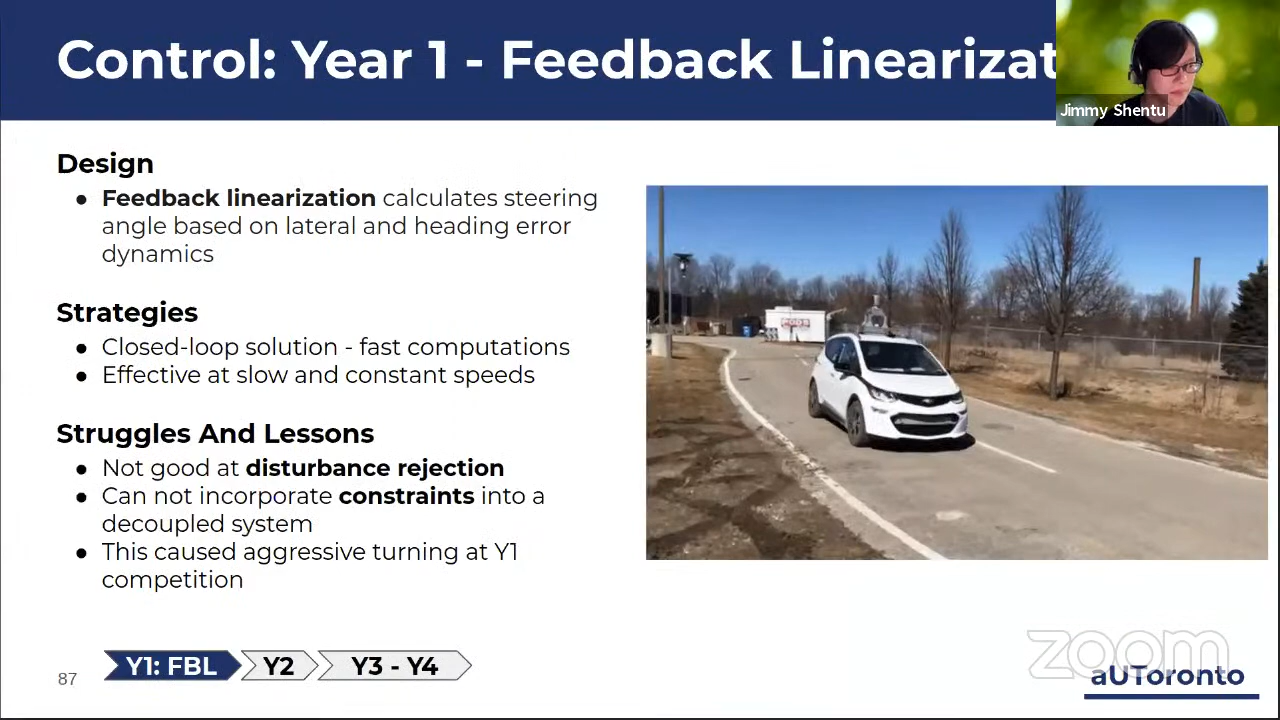 Control: Year 1 - Feedback Linearizat
Jimmy Shentu
Design
● Feedback linearization calculates steering
angle based on lateral and heading error
dynamics
Strategies
● Closed-loop solution - fast computations
● Effective at slow and constant speeds
Struggles And Lessons
● Not good at disturbance rejection
● Can not incorporate constraints into a
decoupled system
● This caused aggressive turning at Y1
competition
PODS
87
Y1: FBL
Y2
Y3 - Y4
zoom
aUToronto